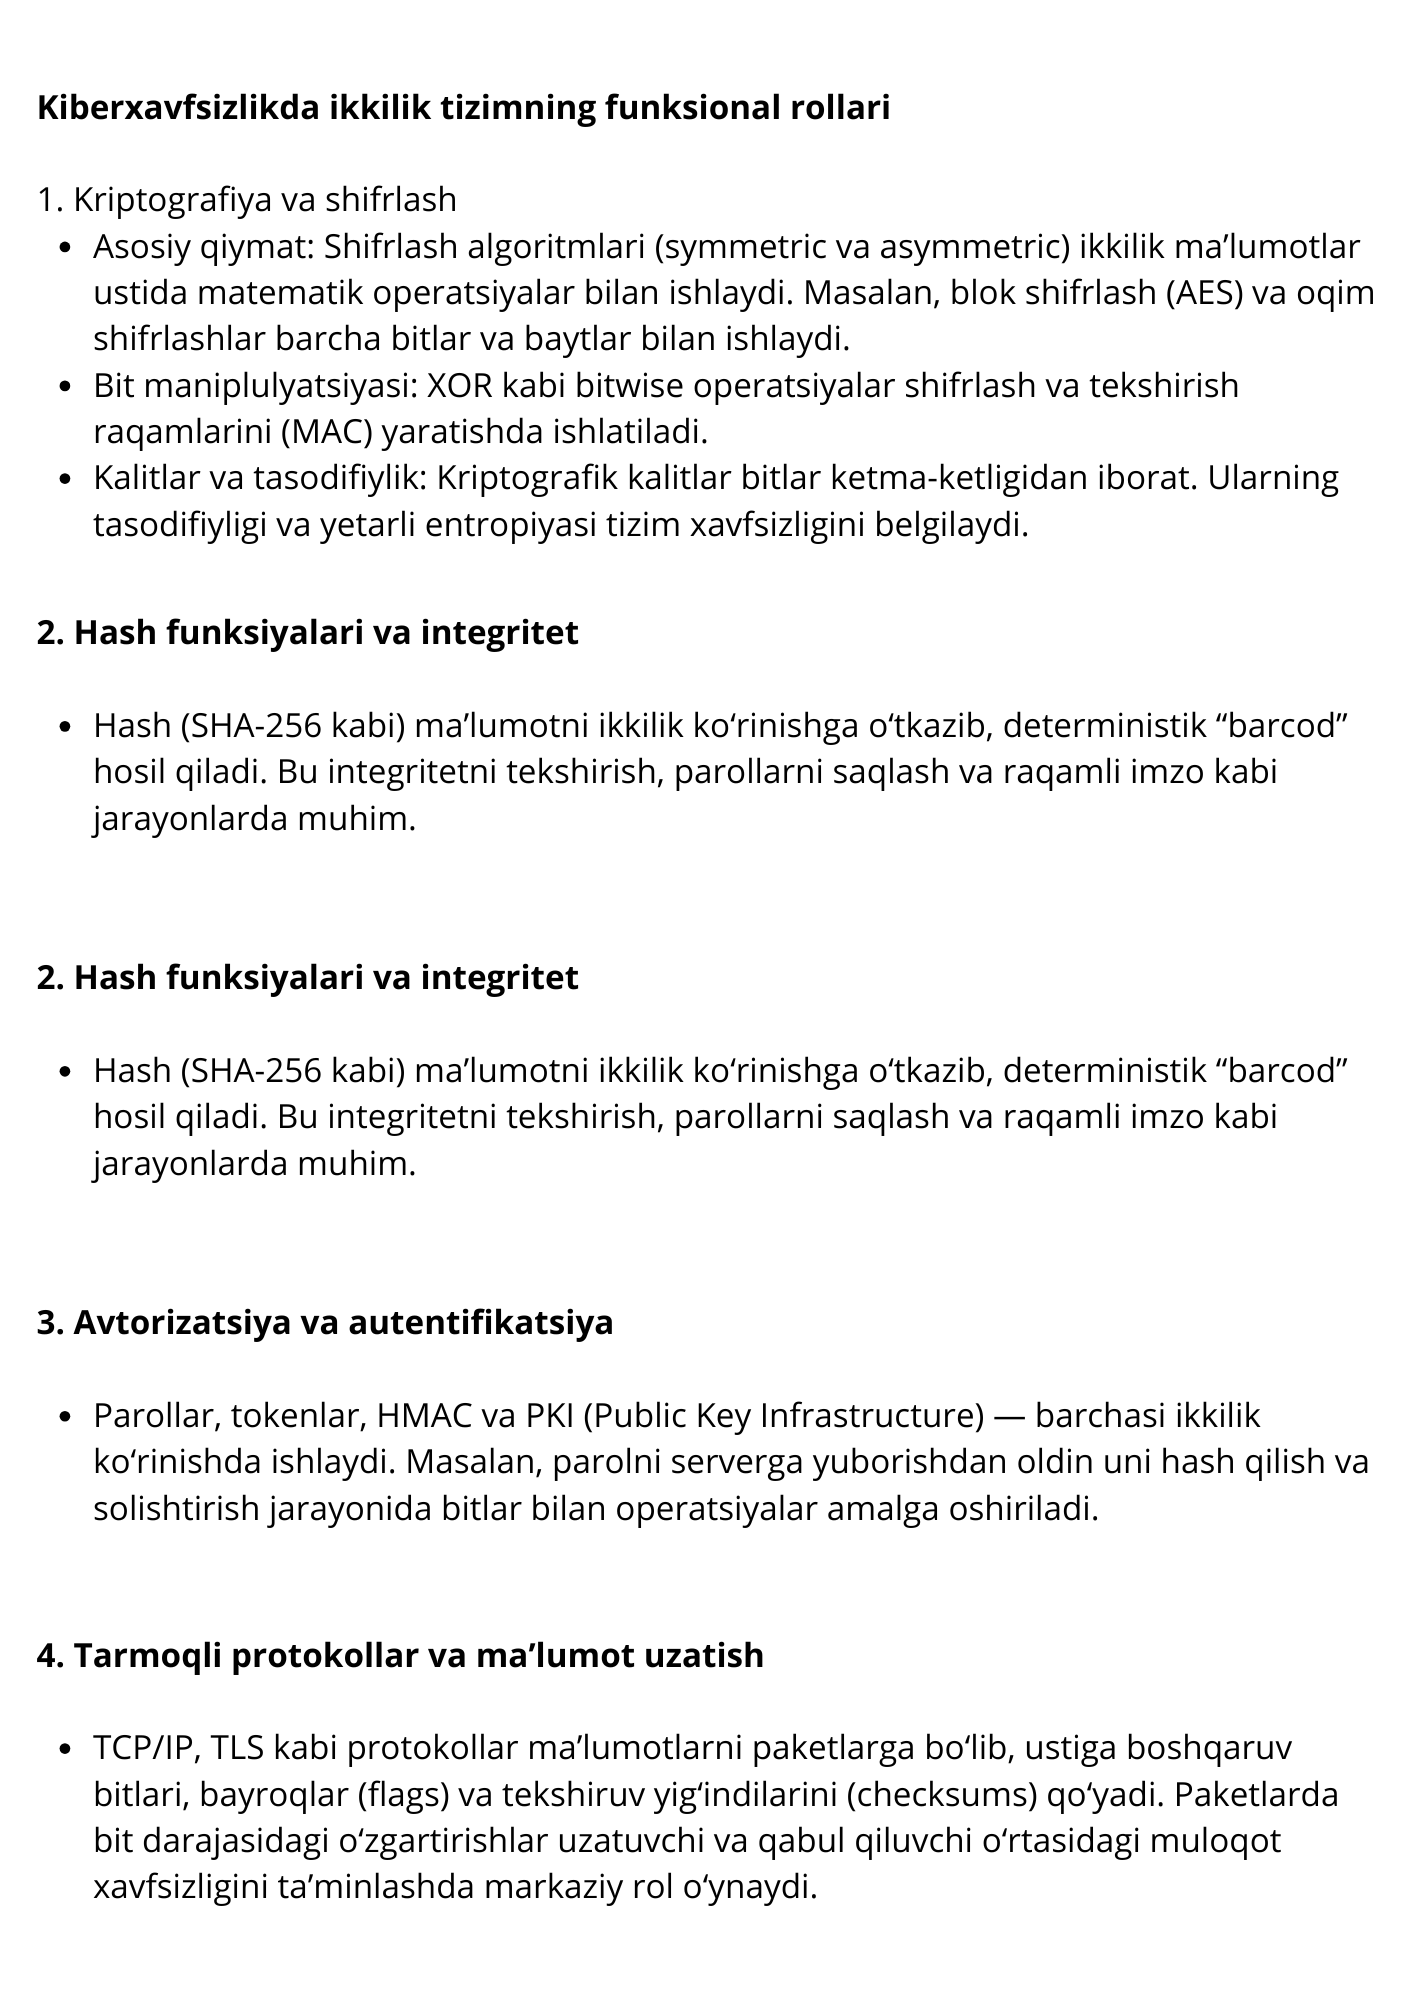 Kiberxavfsizlikda ikkilik tizimning funksional rollari
1. Kriptografiya va shifrlash
• Asosiy qiymat: Shifrlash algoritmlari (symmetric va asymmetric) ikkilik ma’lumotlar
ustida matematik operatsiyalar bilan ishlaydi. Masalan, blok shifrlash (AES) va oqim
shifrlashlar barcha bitlar va baytlar bilan ishlaydi.
• Bit maniplulyatsiyasi: XOR kabi bitwise operatsiyalar shifrlash va tekshirish
raqamlarini (MAC) yaratishda ishlatiladi.
• Kalitlar va tasodifiylik: Kriptografik kalitlar bitlar ketma-ketligidan iborat. Ularning
tasodifiyligi va yetarli entropiyasi tizim xavfsizligini belgilaydi.
2. Hash funksiyalari va integritet
• Hash (SHA-256 kabi) ma’lumotni ikkilik ko‘rinishga o‘tkazib, deterministik “barcod”
hosil qiladi. Bu integritetni tekshirish, parollarni saqlash va raqamli imzo kabi
jarayonlarda muhim.
2. Hash funksiyalari va integritet
• Hash (SHA-256 kabi) ma’lumotni ikkilik ko‘rinishga o‘tkazib, deterministik “barcod”
hosil qiladi. Bu integritetni tekshirish, parollarni saqlash va raqamli imzo kabi
jarayonlarda muhim.
3. Avtorizatsiya va autentifikatsiya
• Parollar, tokenlar, HMAC va PKI (Public Key Infrastructure) — barchasi ikkilik
ko‘rinishda ishlaydi. Masalan, parolni serverga yuborishdan oldin uni hash qilish va
solishtirish jarayonida bitlar bilan operatsiyalar amalga oshiriladi.
4. Tarmoqli protokollar va ma’lumot uzatish
• TCP/IP, TLS kabi protokollar ma’lumotlarni paketlarga bo‘lib, ustiga boshqaruv
bitlari, bayroqlar (flags) va tekshiruv yig‘indilarini (checksums) qo‘yadi. Paketlarda
bit darajasidagi o‘zgartirishlar uzatuvchi va qabul qiluvchi o‘rtasidagi muloqot
xavfsizligini ta’minlashda markaziy rol o‘ynaydi.